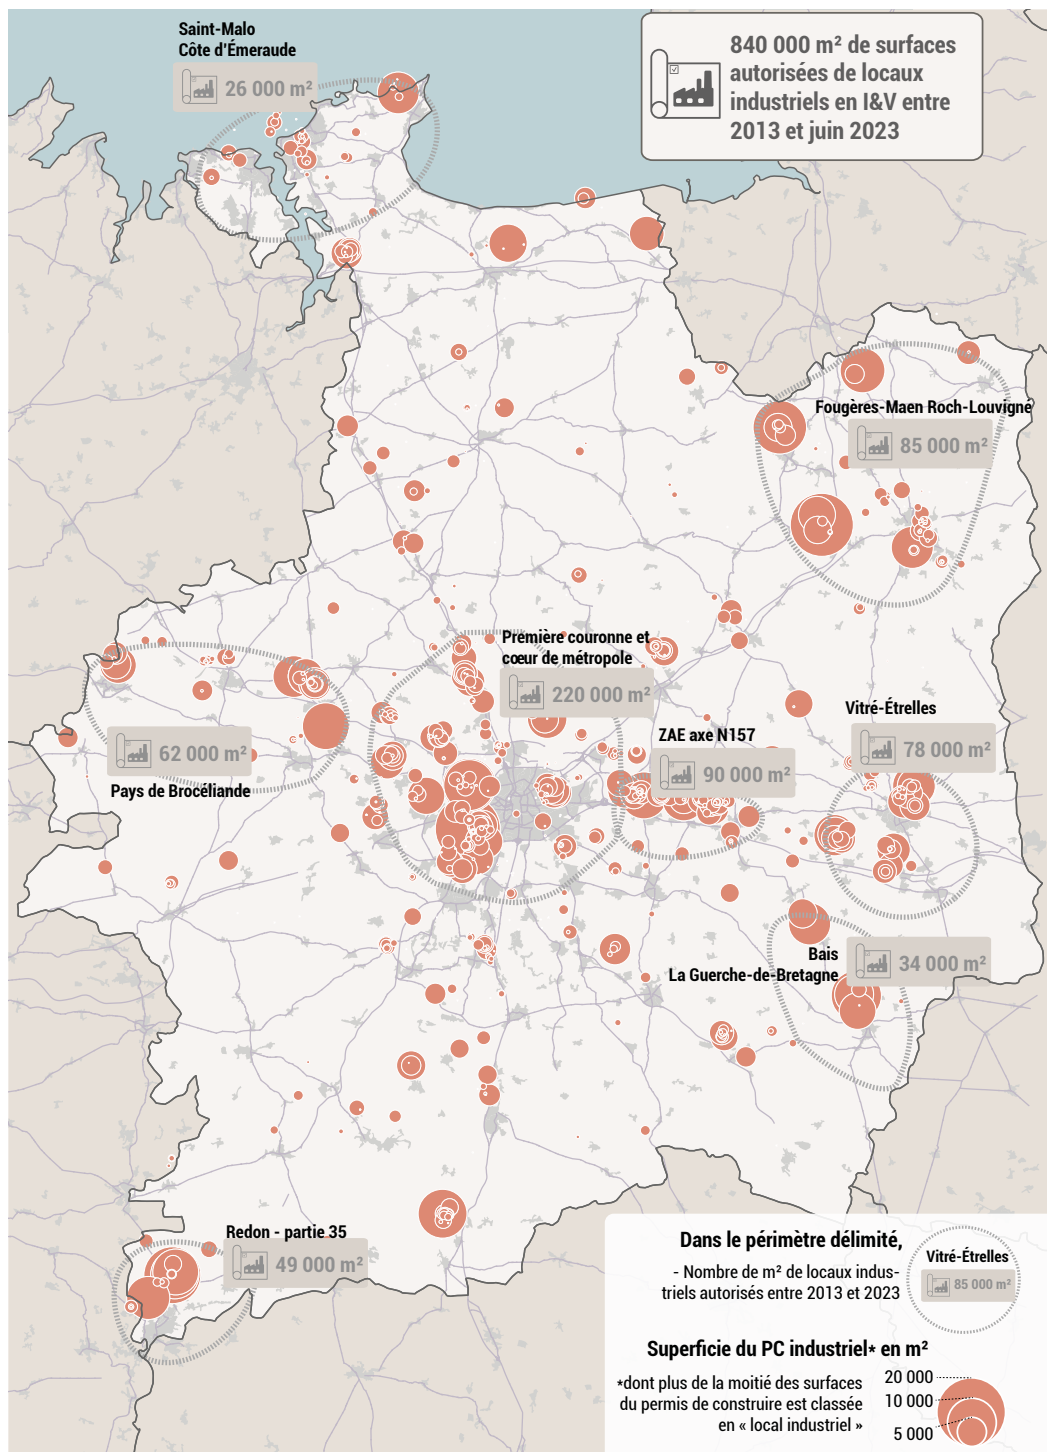 Saint-Malo
Côte d'Émeraude
26 000 m²
840 000 m² de surfaces
autorisées de locaux
industriels en I&V entre
2013 et juin 2023
Fougères-Maen Roch-Louvigne
85 000 m²
Première couronne et
cœur de métropole
220 000 m²
Vitré-Étrelles
78 000 m²
ZAE axe N157
90 000 m²
62 000 m²
Pays de Brocéliande
Bais
La Guerche-de-Bretagne
34 000 m²
Redon - partie 35
49 000 m²
Dans le périmètre délimité,
- Nombre de m² de locaux indus-
triels autorisés entre 2013 et 2023
Vitré-Étrelles
85 000 m²
Superficie du PC industriel* en m²
*dont plus de la moitié des surfaces
du permis de construire est classée
en « local industriel »
20 000
10 000
5 000